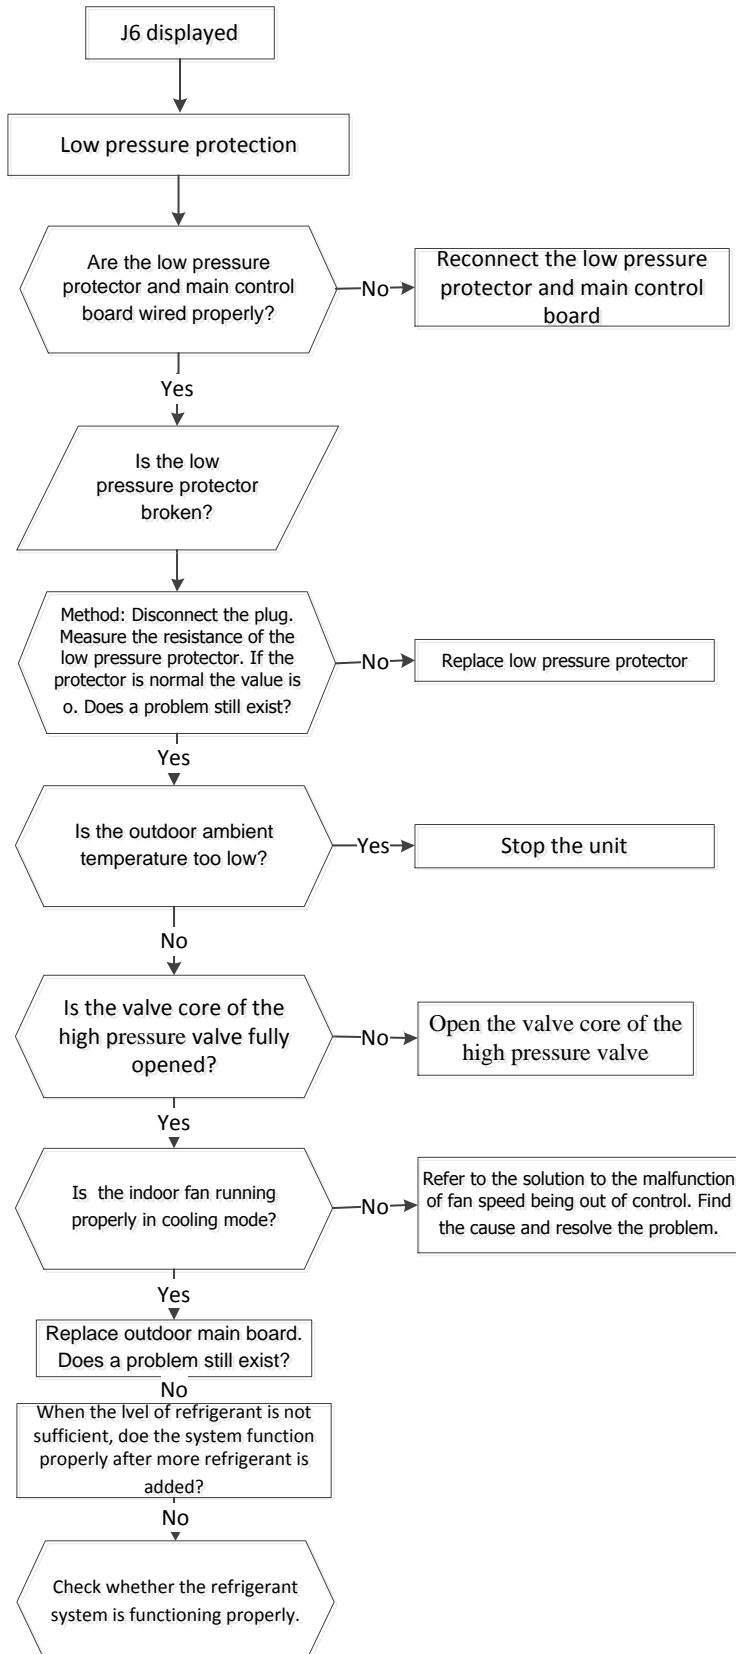 J6 displayed
Low pressure protection
Are the low pressure
protector and main control
board wired properly?
No
Reconnect the low pressure
protector and main control
board
Yes
Is the low
pressure protector
broken?
Method: Disconnect the plug.
Measure the resistance of the
low pressure protector. If the
protector is normal the value is
o. Does a problem still exist?
No
Replace low pressure protector
Yes
Is the outdoor ambient
temperature too low?
Yes
Stop the unit
No
Is the valve core of the
high pressure valve fully
opened?
No
Open the valve core of the
high pressure valve
Yes
Is the indoor fan running
properly in cooling mode?
No
Refer to the solution to the malfunction
of fan speed being out of control. Find
the cause and resolve the problem.
Yes
Replace outdoor main board.
Does a problem still exist?
No
When the lvel of refrigerant is not
sufficient, doe the system function
properly after more refrigerant is
added?
No
Check whether the refrigerant
system is functioning properly.